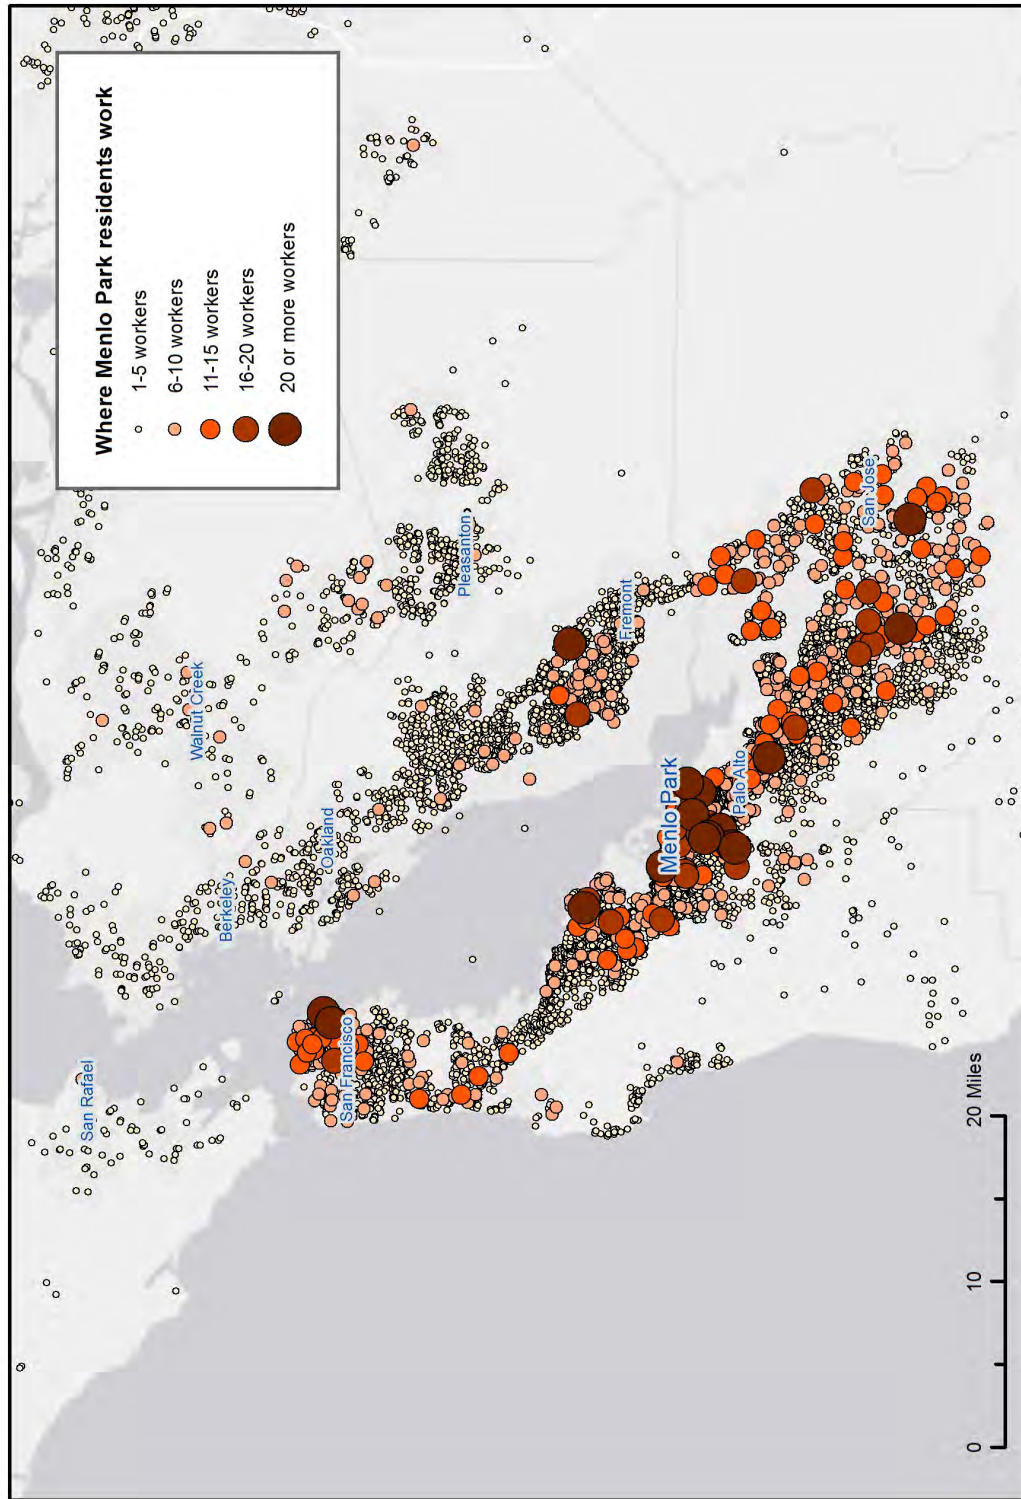 Where Menlo Park residents work
1-5 workers
6-10 workers
11-15 workers
16-20 workers
20 or more workers
San Rafael
Berkeley
Walnut Creek
Oakland
San Francisco
Pleasanton
Fremont
Menlo Park
Palo Alto
San Jose
0
10
20 Miles